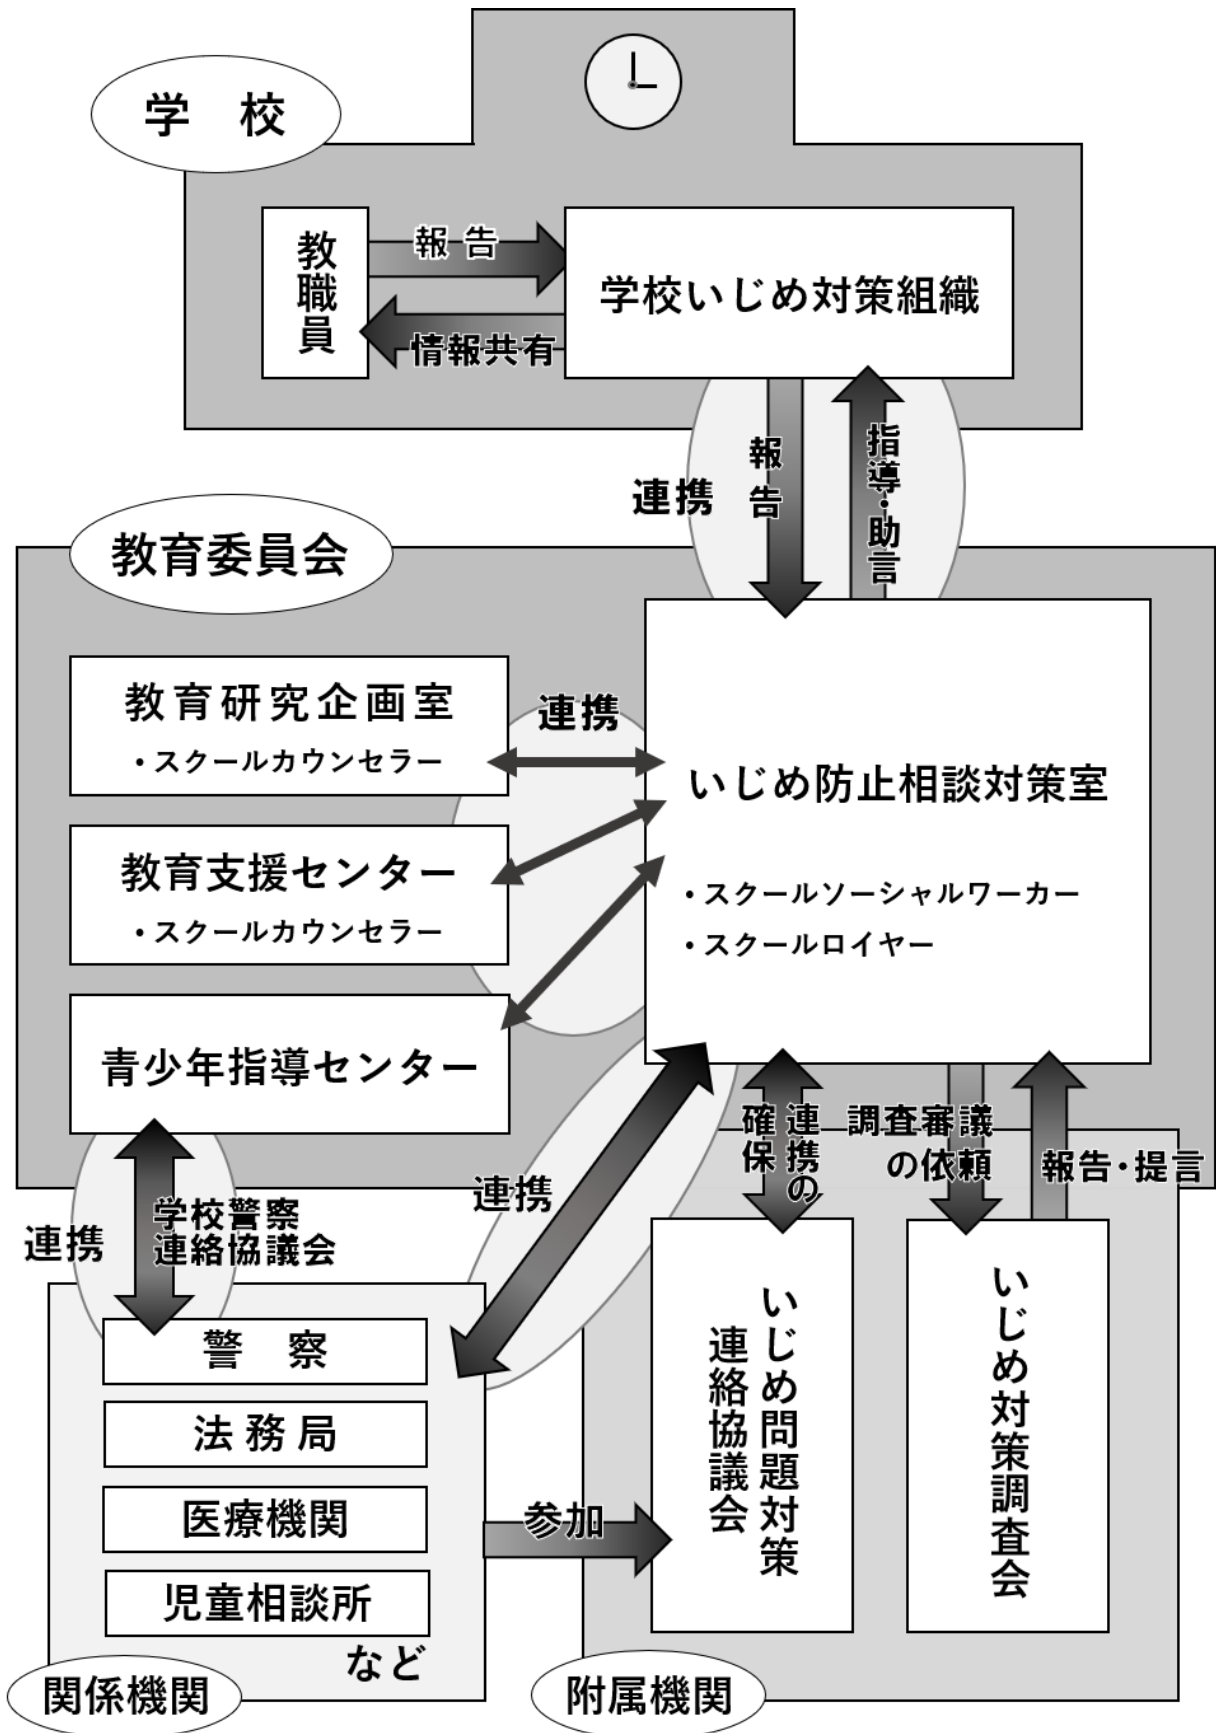 学 校
教職員
報 告
情報共有
学校いじめ対策組織
連携
報告
指導・助言
教育委員会
教育研究企画室
・スクールカウンセラー
教育支援センター
・スクールカウンセラー
青少年指導センター
連携
いじめ防止相談対策室
・スクールソーシャルワーカー
・スクールロイヤー
連携
学校警察
連絡協議会
連携
連携の
確保
調査審議
の依頼
報告・提言
警 察
法務局
医療機関
児童相談所
など
関係機関
参加
いじめ問題対策
連絡協議会
いじめ対策調査会
附属機関